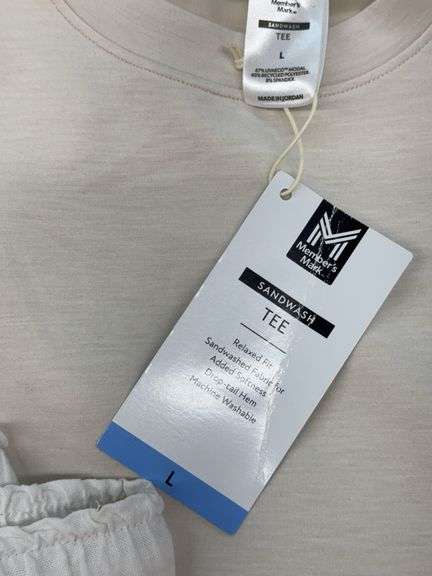 Member's
Mark.
SANDWASH
TEE
L
MADE IN JORDAN
Member's
Mark.
SANDWASH
TEE
Relaxed Fit
Sandwashed Fabric for
Added Softness
Drop-tail Hem
Machine Washable
L